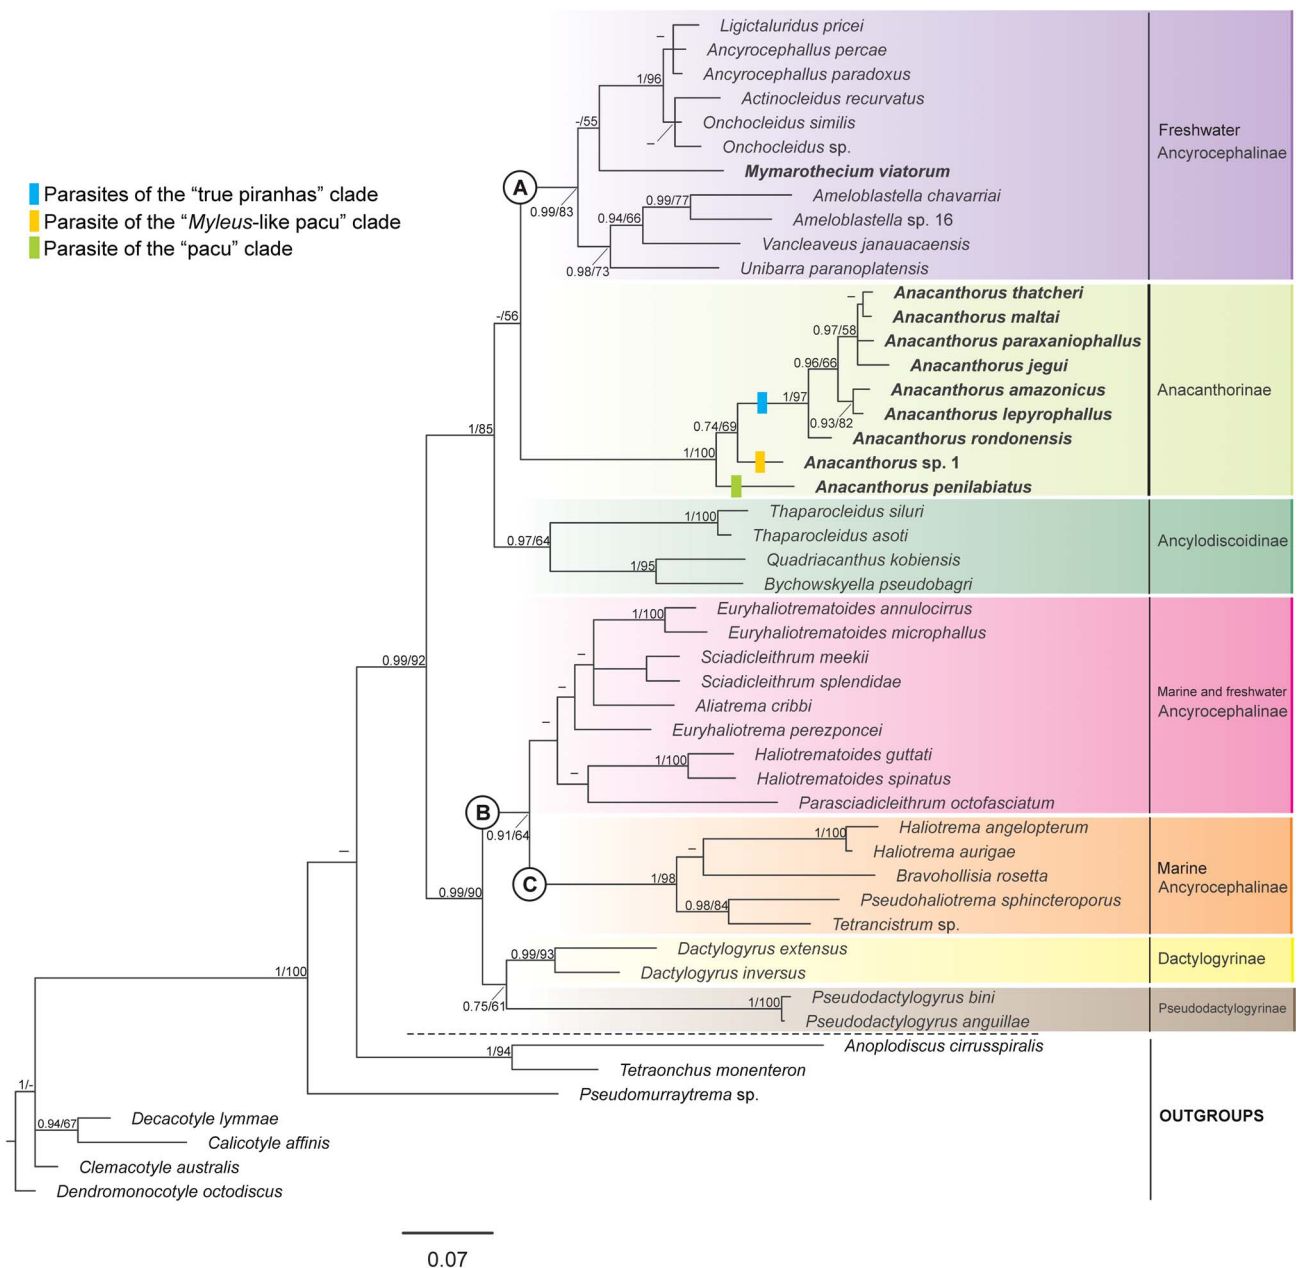 Ligictaluridus pricei
–
Ancyrocephallus percae
1/96
Ancyrocephallus paradoxus
Actinocleidus recurvatus
-/55
Onchocleidus similis
–
Onchocleidus sp.
Freshwater
Ancyrocephalinae
Mymarothecium viatorum
A
0.99/83
Parasites of the “true piranhas” clade
Parasite of the “Myleus-like pacu” clade
Parasite of the “pacu” clade
0.99/77
Ameloblastella chavarriai
0.94/66
Ameloblastella sp. 16
Vancleaveus janauacaensis
0.98/73
Unibarra paranoplatensis
–
Anacanthorus thatcheri
-/56
Anacanthorus maltai
0.97/58
Anacanthorus paraxaniophallus
0.96/66
Anacanthorus jegui
1/97
Anacanthorus amazonicus
Anacanthorinae
0.93/82
Anacanthorus lepyrophallus
0.74/69
1/85
Anacanthorus rondonensis
1/100
Anacanthorus sp. 1
Anacanthorus penilabiatus
1/100
Thaparocleidus siluri
0.97/64
Thaparocleidus asoti
Ancylodiscoidinae
1/95
Quadriacanthus kobiensis
Bychowskyella pseudobagri
1/100
Euryhaliotrematoides annulocirrus
Euryhaliotrematoides microphallus
–
0.99/92
Sciadicleithrum meekii
–
Sciadicleithrum splendidae
Marine and freshwater
Ancyrocephalinae
Aliatrema cribbi
–
Euryhaliotrema perezponcei
1/100
Haliotrematoides guttati
–
Haliotrematoides spinatus
Parasciadicleithrum octofasciatum
B
0.91/64
1/100
Haliotrema angelopterum
–
–
Haliotrema aurigae
C
1/98
Bravohollisia rosetta
Marine
Ancyrocephalinae
0.99/90
0.98/84
Pseudohaliotrema sphincteroporus
Tetrancistrum sp.
0.99/93
Dactylogyrus extensus
Dactylogyrinae
1/100
Dactylogyrus inversus
0.75/61
1/100
Pseudodactylogyrus bini
Pseudodactylogyrinae
Pseudodactylogyrus anguillae
1/94
Anoplodiscus cirrusspiralis
Tetraonchus monenteron
1/-
Pseudomurraytrema sp.
OUTGROUPS
0.94/67
Decacotyle lymmae
Calicotyle affinis
Clemacotyle australis
Dendromonocotyle octodiscus
0.07